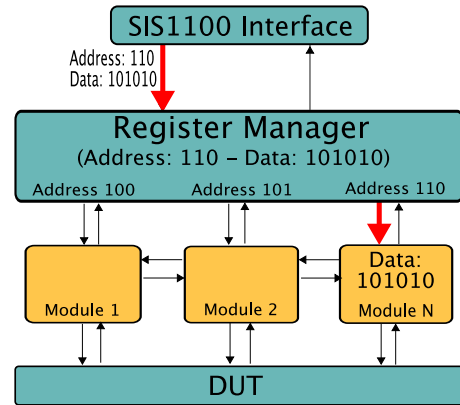 SIS1100 Interface
Address: 110
Data: 101010
Register Manager
(Address: 110 – Data: 101010)
Address 100 Address 101 Address 110
Data:
101010
Module 1 Module 2 Module N
DUT